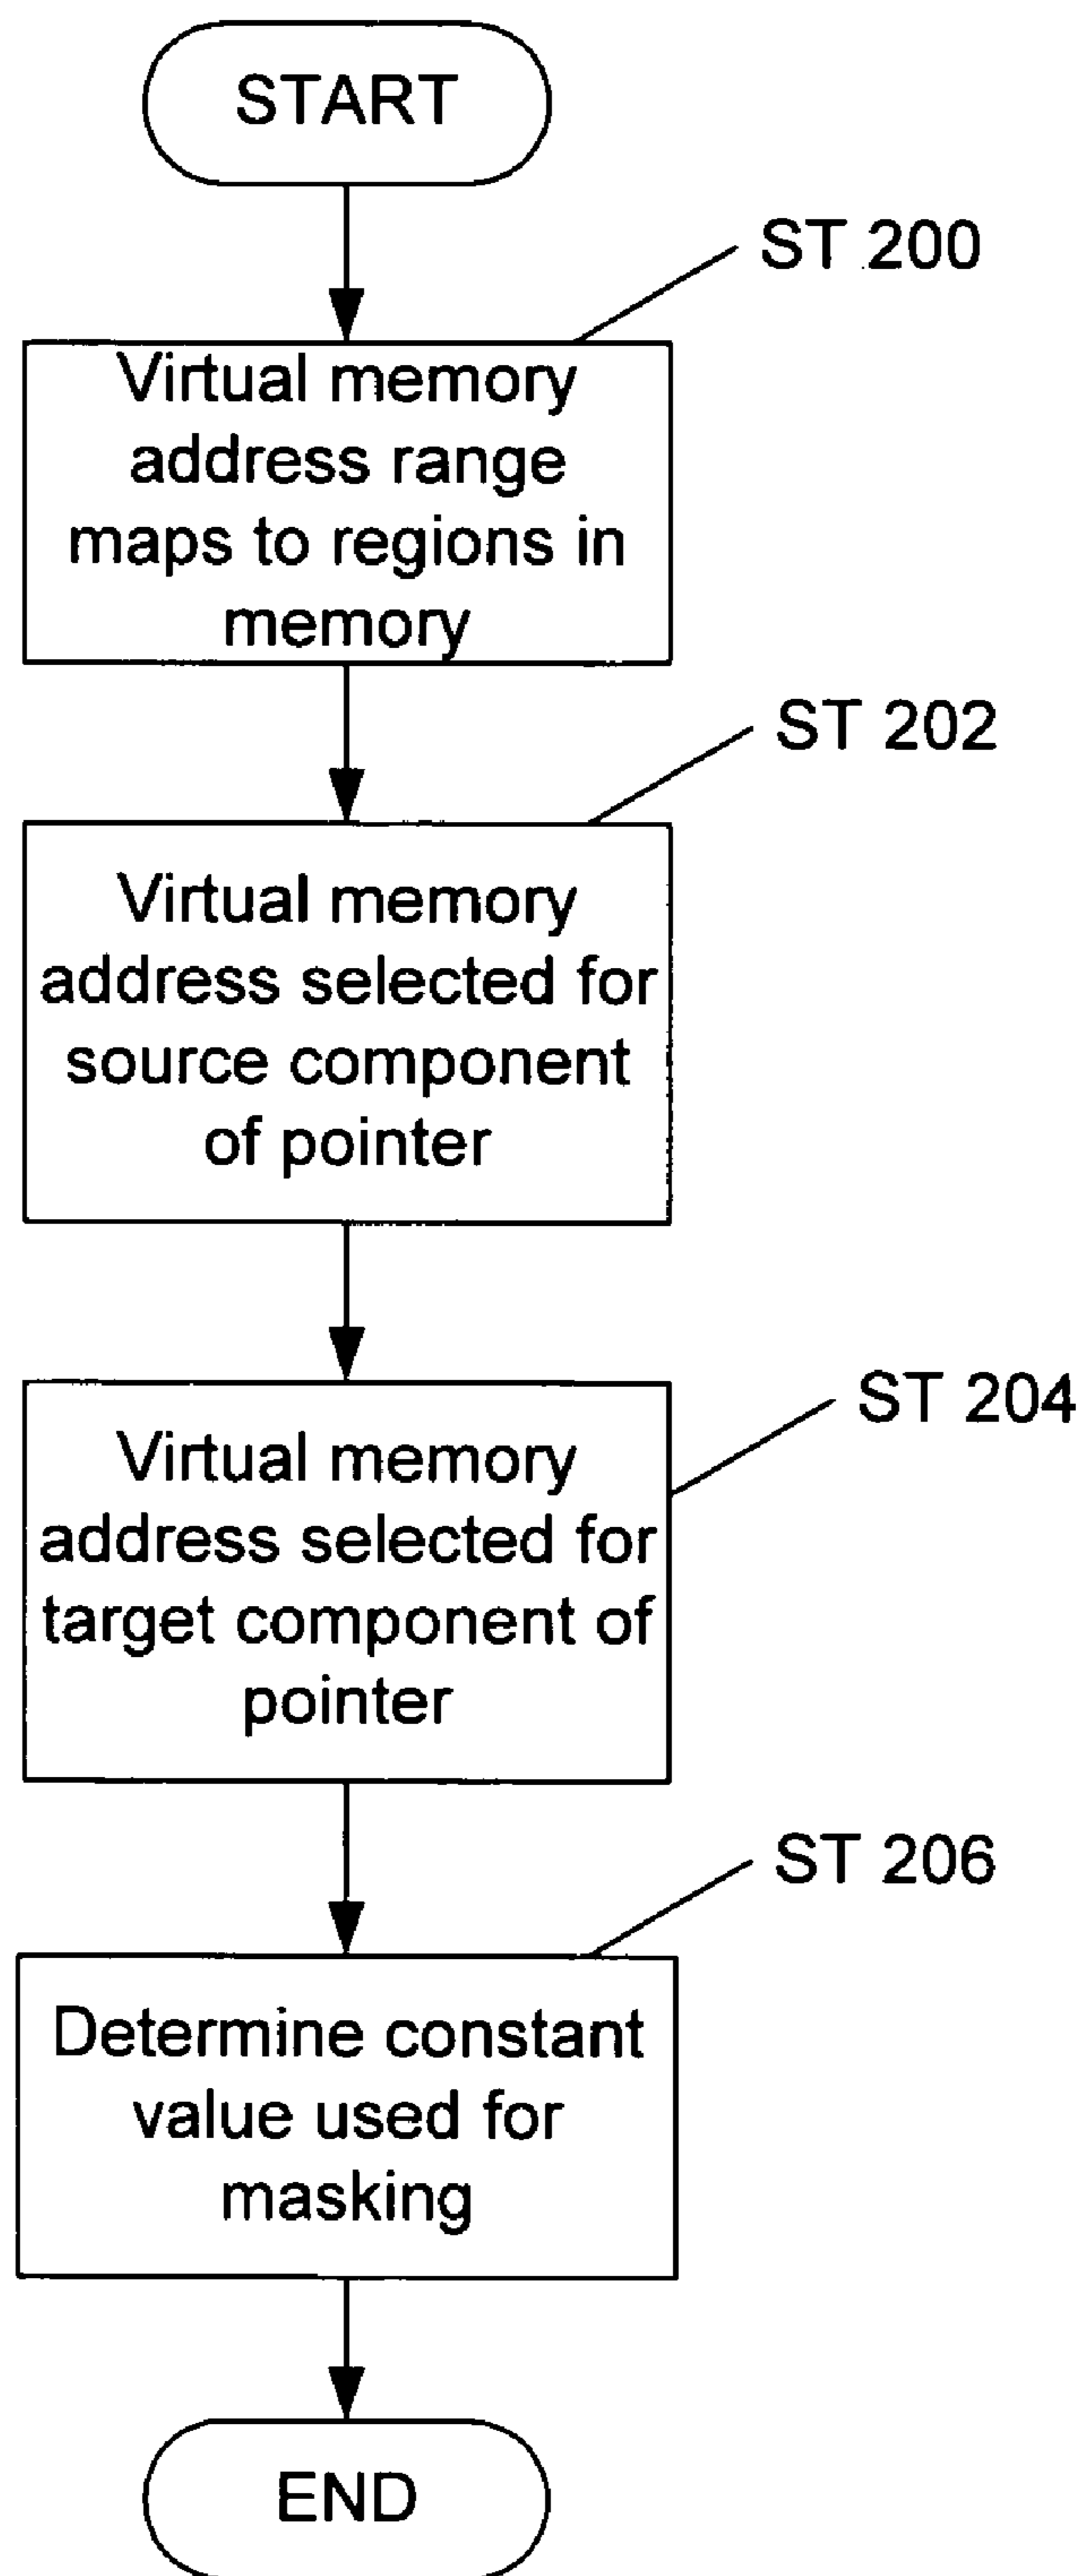 START
ST 200
Virtual memory
address range
maps to regions in
memory
ST 202
Virtual memory
address selected for
source component
of pointer
ST 204
Virtual memory
address selected for
target component of
pointer
ST 206
Determine constant
value used for
masking
END